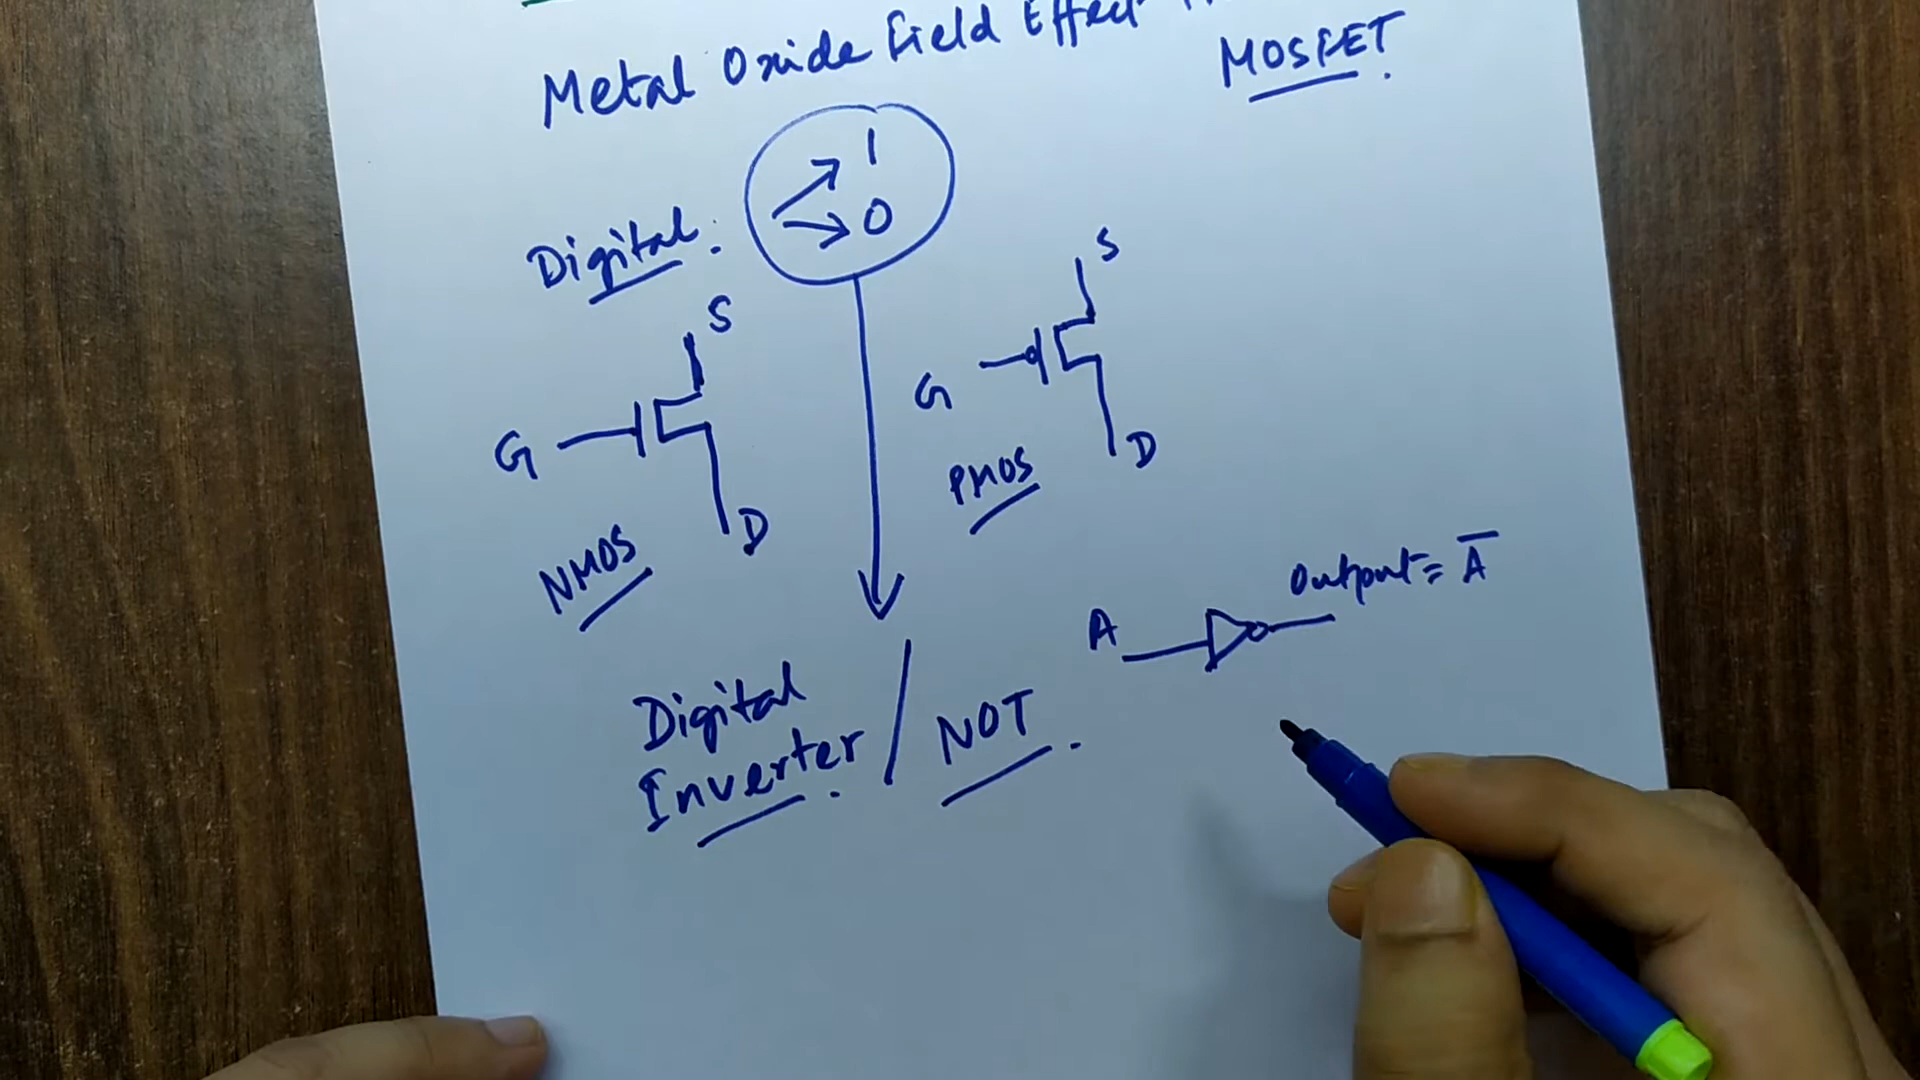 Metal Oxide Field Effect
MOSFET.
Digital:
1
0
S
G
D
NMOS
S
G
D
PMOS
A
Output = A̅
Digital
Inverter / NOT.